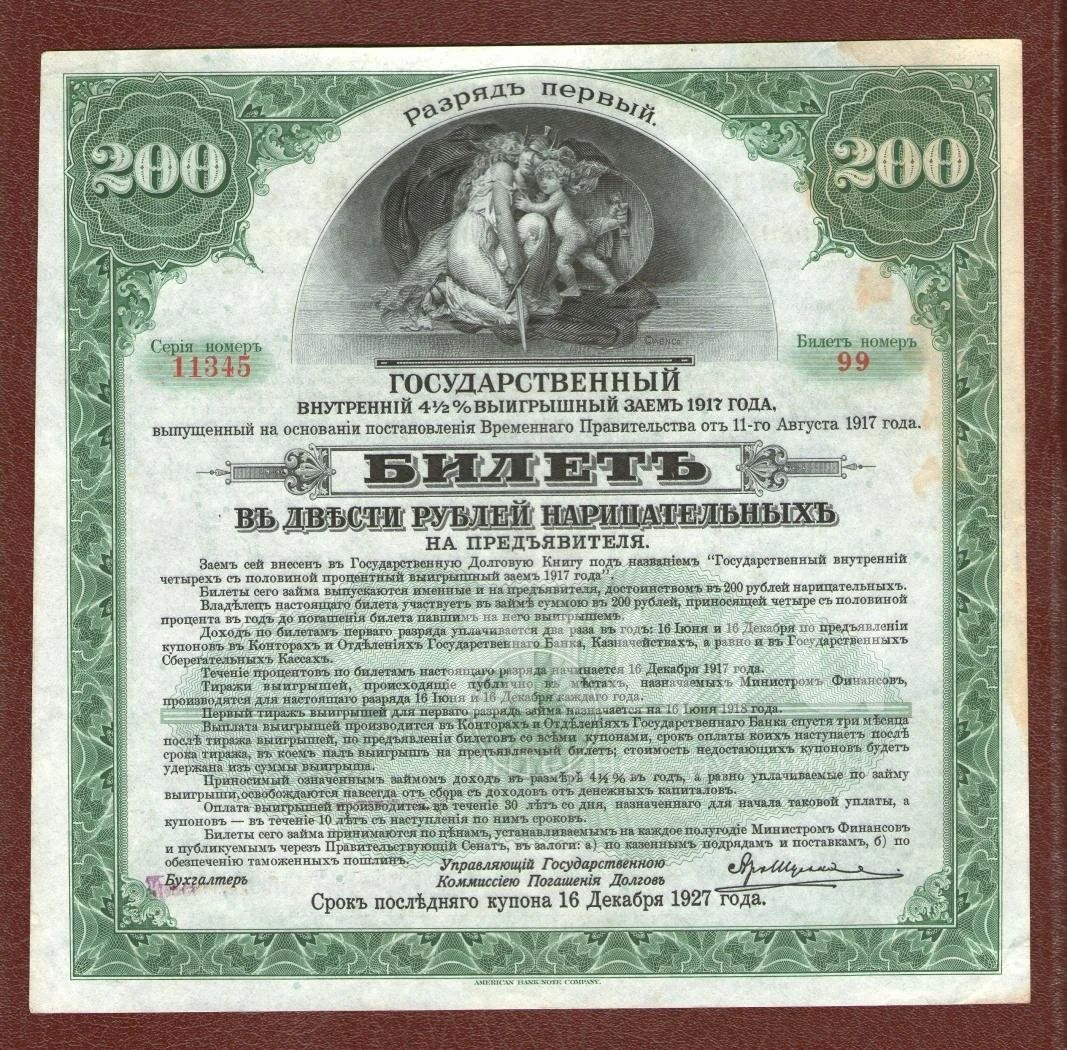 Разрядъ первый.
200
200
Серія номеръ
11345
Билетъ номеръ
99
ГОСУДАРСТВЕННЫЙ
ВНУТРЕННІЙ 4½% ВЫИГРЫШНЫЙ ЗАЕМЪ 1917 ГОДА,
выпущенный на основаніи постановленія Временнаго Правительства отъ 11-го Августа 1917 года.
БИЛЕТЪ
ВЪ ДВѢСТИ РУБЛЕЙ НАРИЦАТЕЛЬНЫХЪ
НА ПРЕДЪЯВИТЕЛЯ.
Заем сей внесен въ Государственную Долговую Книгу подъ названіемъ "Государственный внутренній
четырехъ съ половиной процентный выигрышный заем 1917 года".
Билеты сего займа выпускаются именные и на предъявителя, достоинствомъ въ 200 рублей нарицательныхъ.
Владѣлецъ настоящаго билета участвуетъ въ займѣ суммою въ 200 рублей, приносящей четыре съ половиной
процента въ годъ до погашенія билета павшимъ на него выигрышемъ.
Доходъ по билетамъ перваго разряда уплачивается два раза въ годъ: 16 Іюня и 16 Декабря по предъявленіи
купоновъ въ Конторахъ и Отдѣленіяхъ Государственнаго Банка, Казначействахъ, а равно и въ Государственныхъ
Сберегательныхъ Кассахъ.
Теченіе процентовъ по билетамъ настоящаго разряда начинается 16 Декабря 1917 года.
Тиражи выигрышей, происходящіе публично въ мѣстахъ, назначаемыхъ Министромъ Финансовъ,
производятся для настоящаго разряда 16 Іюня и 16 Декабря каждаго года.
Первый тиражъ выигрышей для перваго разряда займа назначается на 16 Іюня 1918 года.
Выплата выигрышей производится въ Конторахъ и Отдѣленіяхъ Государственнаго Банка спустя три мѣсяца
послѣ тиража выигрышей, по предъявленіи билетовъ со всѣми купонами, срокъ оплаты коихъ наступаетъ послѣ
срока тиража, въ коемъ палъ выигрышъ на предъявляемый билетъ; стоимость недостающихъ купоновъ будетъ
удержана изъ суммы выигрыша.
Приносимый означеннымъ займомъ доходъ въ размѣрѣ 4½% въ годъ, а равно уплачиваемые по займу
выигрыши, освобождаются навсегда отъ сбора съ доходовъ отъ денежныхъ капиталовъ.
Оплата выигрышей производится въ теченіе 30 лѣтъ со дня, назначеннаго для начала таковой уплаты, а
купоновъ — въ теченіе 10 лѣтъ съ наступленія по нимъ сроковъ.
Билеты сего займа принимаются по цѣнамъ, устанавливаемымъ на каждое полугодіе Министромъ Финансовъ
и публикуемымъ чрезъ Правительствующій Сенатъ, въ залоги: а) по казеннымъ подрядамъ и поставкамъ, б) по
обезпеченію таможенныхъ пошлинъ.
Управляющій Государственною
Коммиссіею Погашенія Долговъ
Бухгалтеръ
Срокъ послѣдняго купона 16 Декабря 1927 года.
AMERICAN BANK NOTE COMPANY.